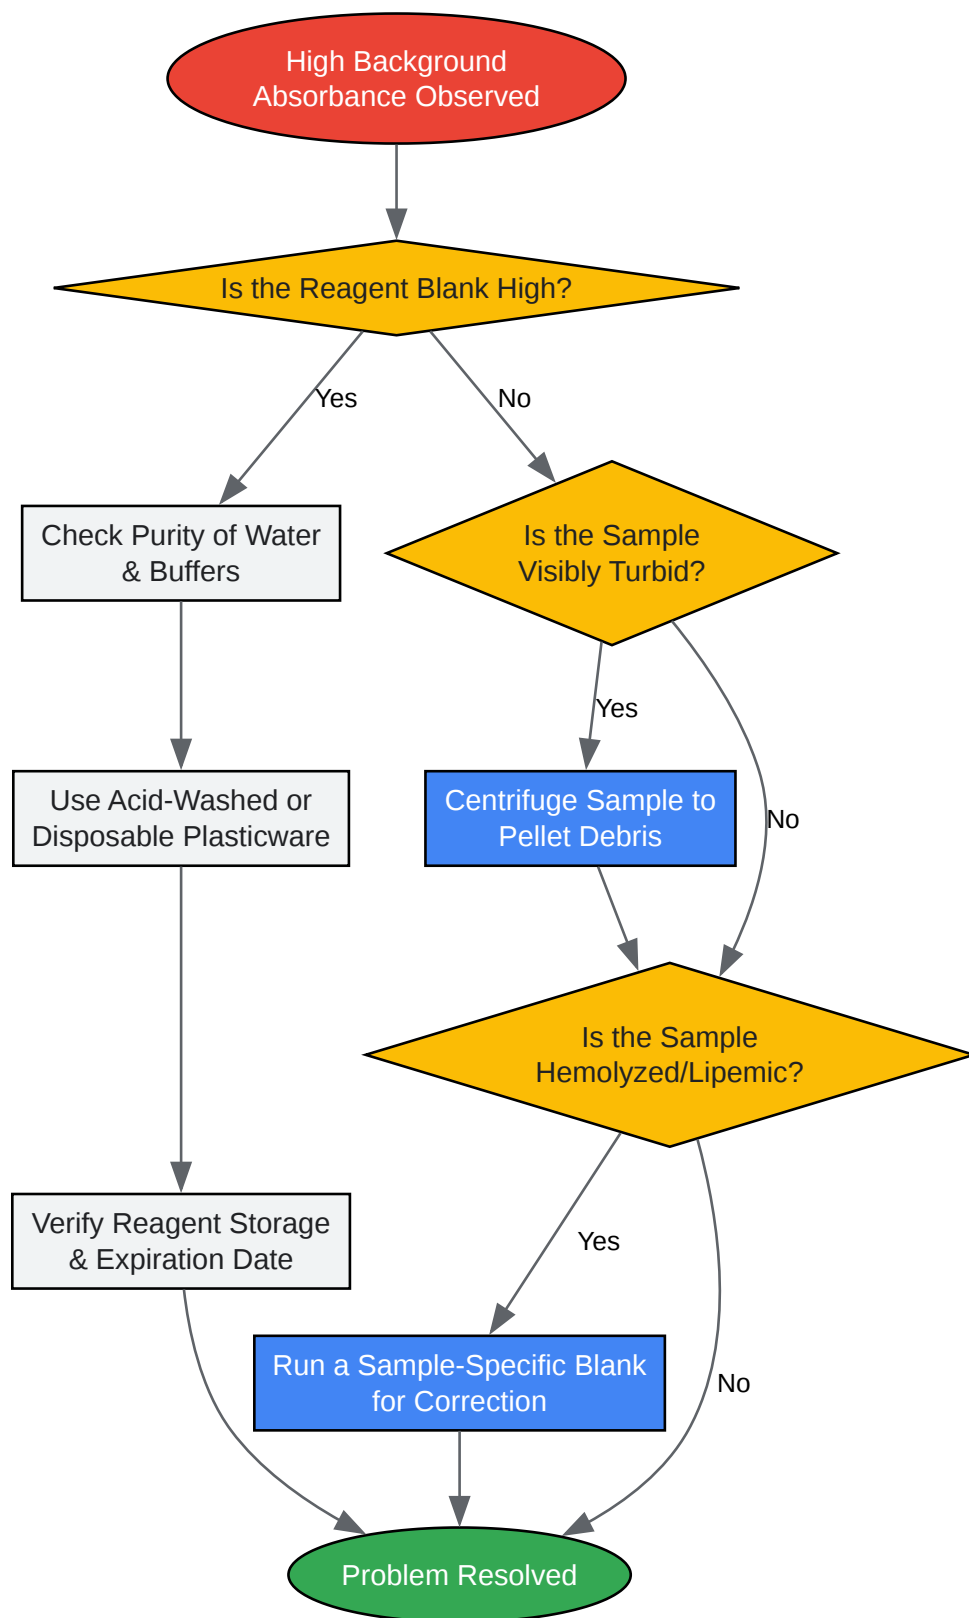 High Background
Absorbance Observed
Is the Reagent Blank High?
Yes
No
Check Purity of Water
& Buffers
Is the Sample
Visibly Turbid?
Yes
Use Acid-Washed or
Disposable Plasticware
Centrifuge Sample to
Pellet Debris
No
Is the Sample
Hemolyzed/Lipemic?
Verify Reagent Storage
& Expiration Date
Yes
Run a Sample-Specific Blank
for Correction
No
Problem Resolved